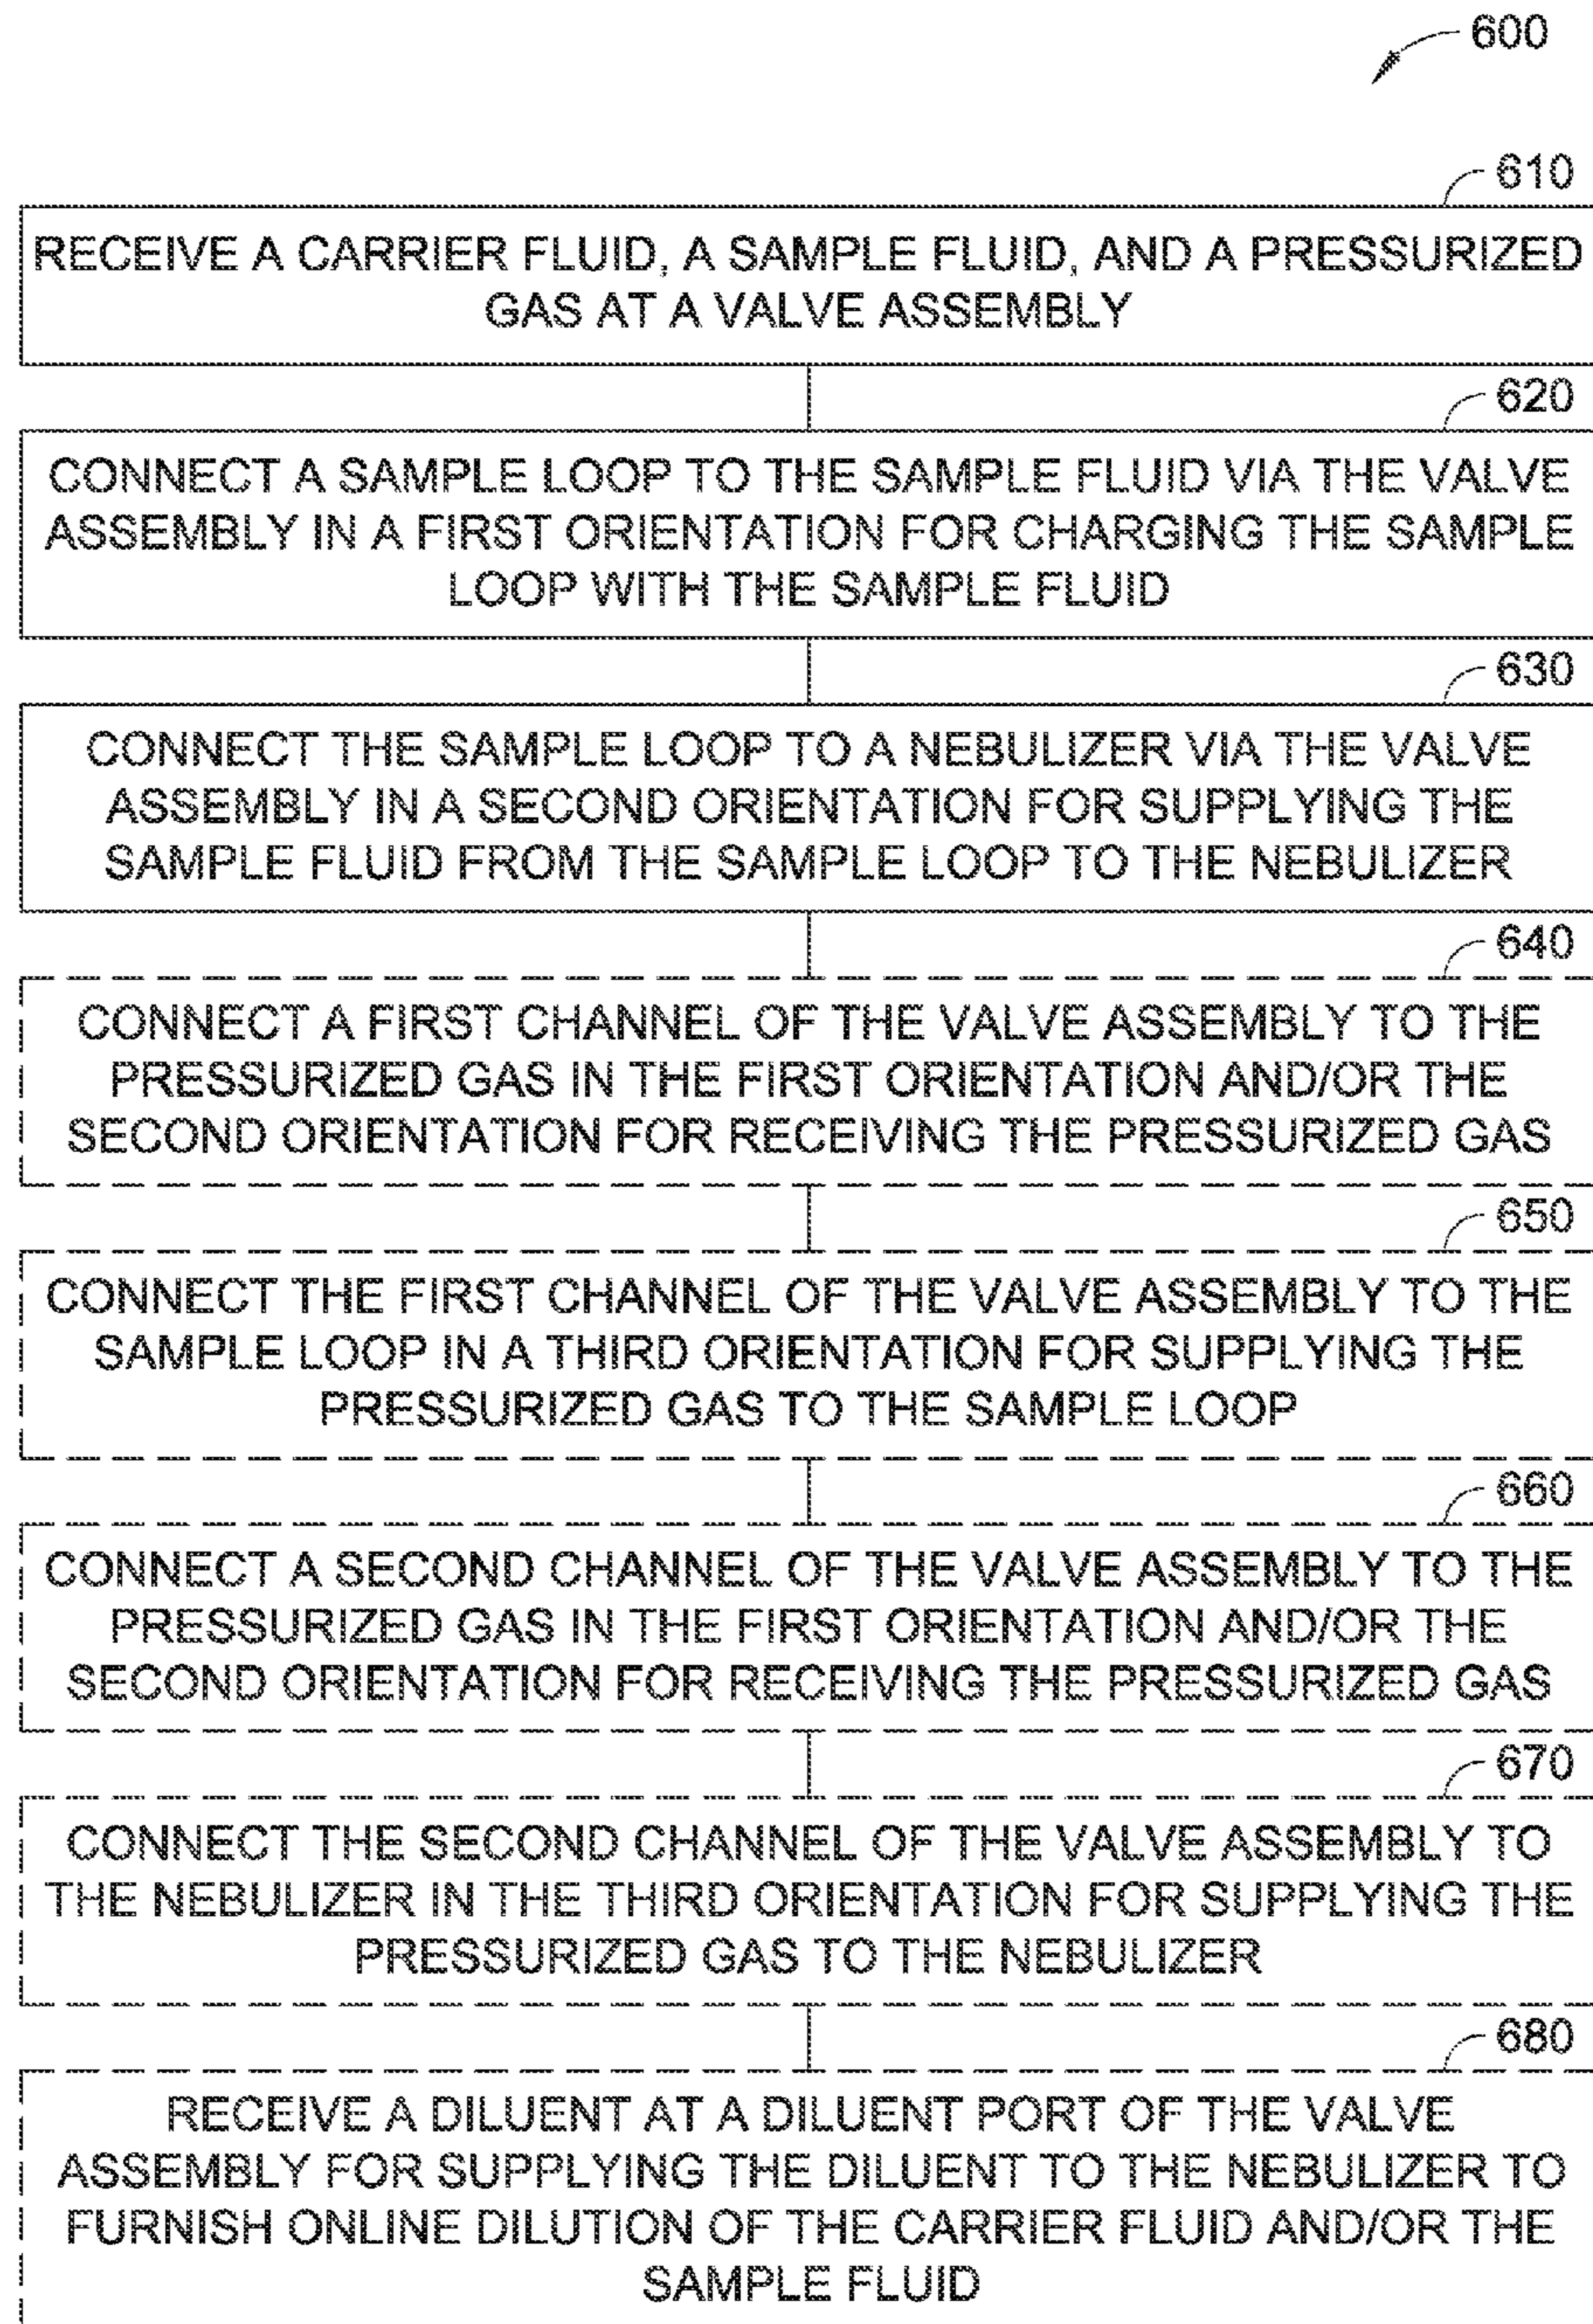 600
610
RECEIVE A CARRIER FLUID, A SAMPLE FLUID, AND A PRESSURIZED
GAS AT A VALVE ASSEMBLY
620
CONNECT A SAMPLE LOOP TO THE SAMPLE FLUID VIA THE VALVE
ASSEMBLY IN A FIRST ORIENTATION FOR CHARGING THE SAMPLE
LOOP WITH THE SAMPLE FLUID
630
CONNECT THE SAMPLE LOOP TO A NEBULIZER VIA THE VALVE
ASSEMBLY IN A SECOND ORIENTATION FOR SUPPLYING THE
SAMPLE FLUID FROM THE SAMPLE LOOP TO THE NEBULIZER
640
CONNECT A FIRST CHANNEL OF THE VALVE ASSEMBLY TO THE
PRESSURIZED GAS IN THE FIRST ORIENTATION AND/OR THE
SECOND ORIENTATION FOR RECEIVING THE PRESSURIZED GAS
650
CONNECT THE FIRST CHANNEL OF THE VALVE ASSEMBLY TO THE
SAMPLE LOOP IN A THIRD ORIENTATION FOR SUPPLYING THE
PRESSURIZED GAS TO THE SAMPLE LOOP
660
CONNECT A SECOND CHANNEL OF THE VALVE ASSEMBLY TO THE
PRESSURIZED GAS IN THE FIRST ORIENTATION AND/OR THE
SECOND ORIENTATION FOR RECEIVING THE PRESSURIZED GAS
670
CONNECT THE SECOND CHANNEL OF THE VALVE ASSEMBLY TO
THE NEBULIZER IN THE THIRD ORIENTATION FOR SUPPLYING THE
PRESSURIZED GAS TO THE NEBULIZER
680
RECEIVE A DILUENT AT A DILUENT PORT OF THE VALVE
ASSEMBLY FOR SUPPLYING THE DILUENT TO THE NEBULIZER TO
FURNISH ONLINE DILUTION OF THE CARRIER FLUID AND/OR THE
SAMPLE FLUID